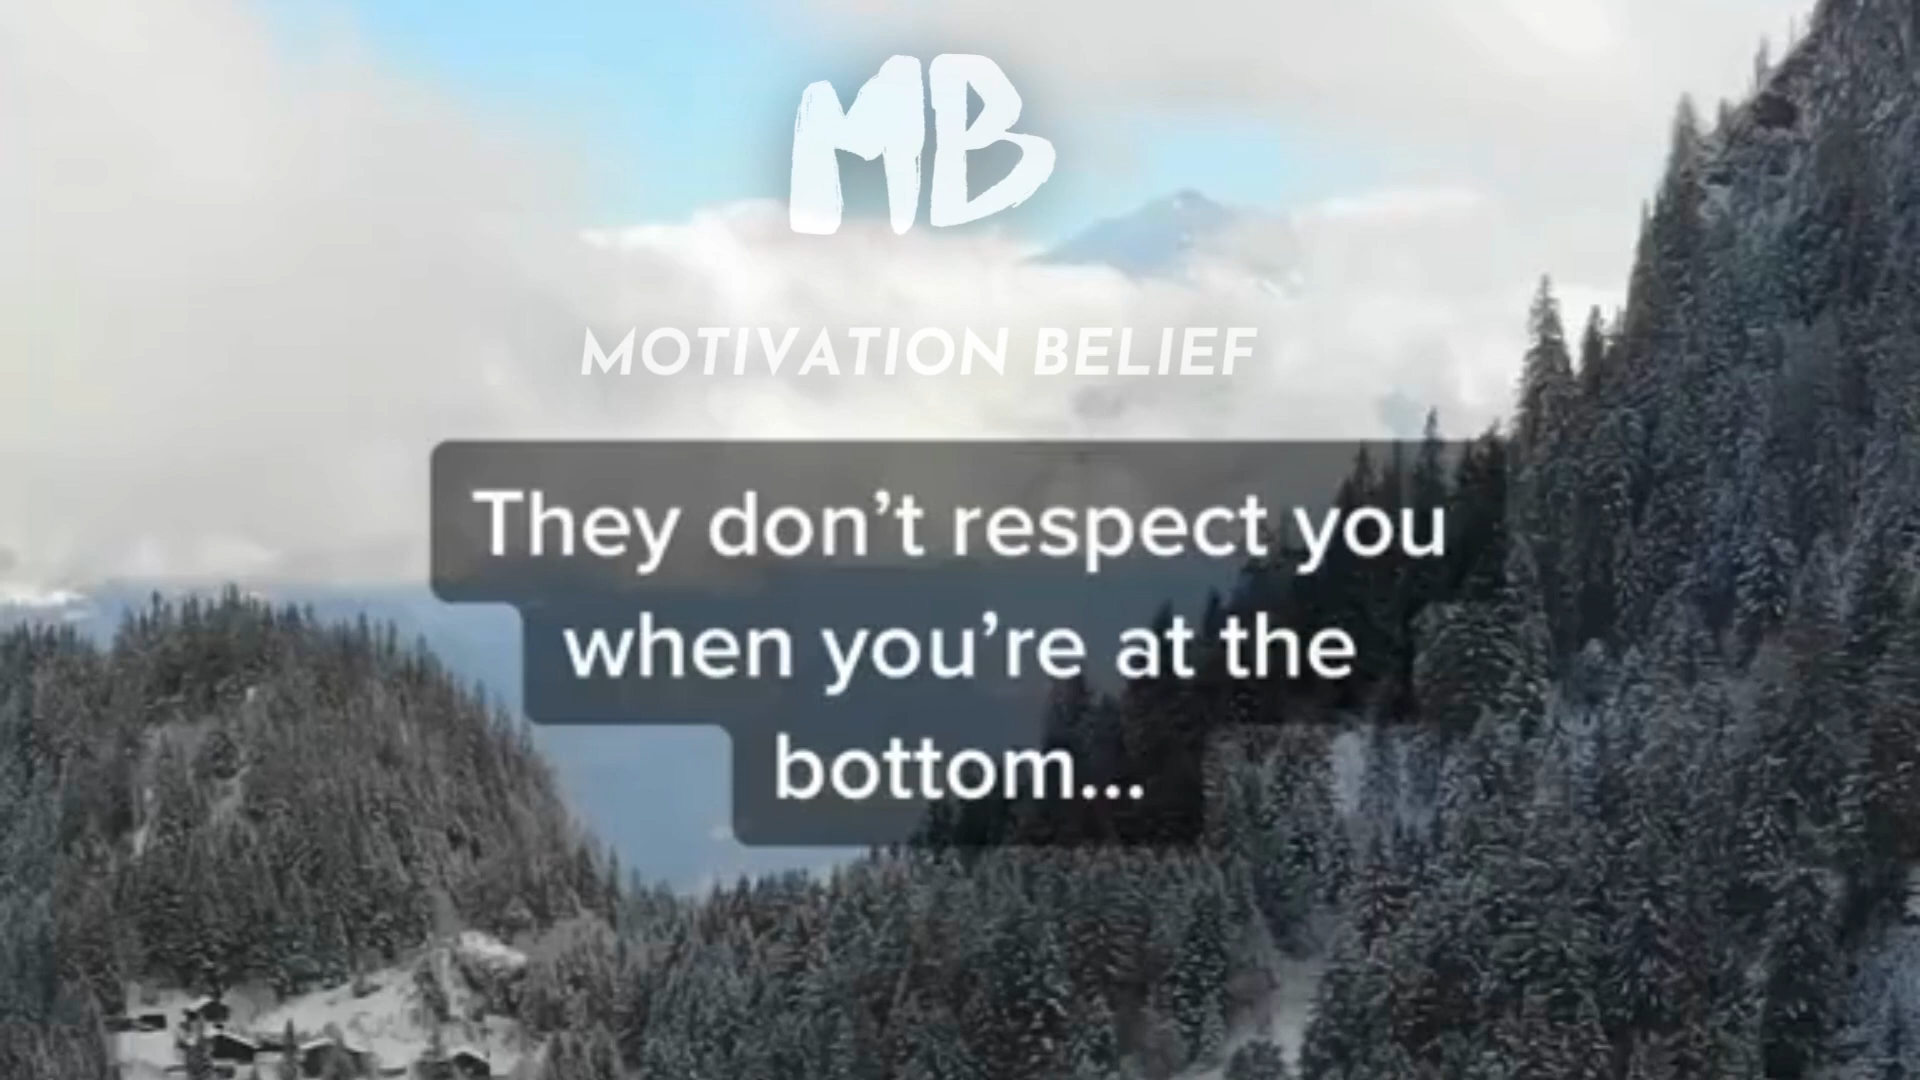 MB
MOTIVATION BELIEF
They don’t respect you
when you’re at the
bottom...